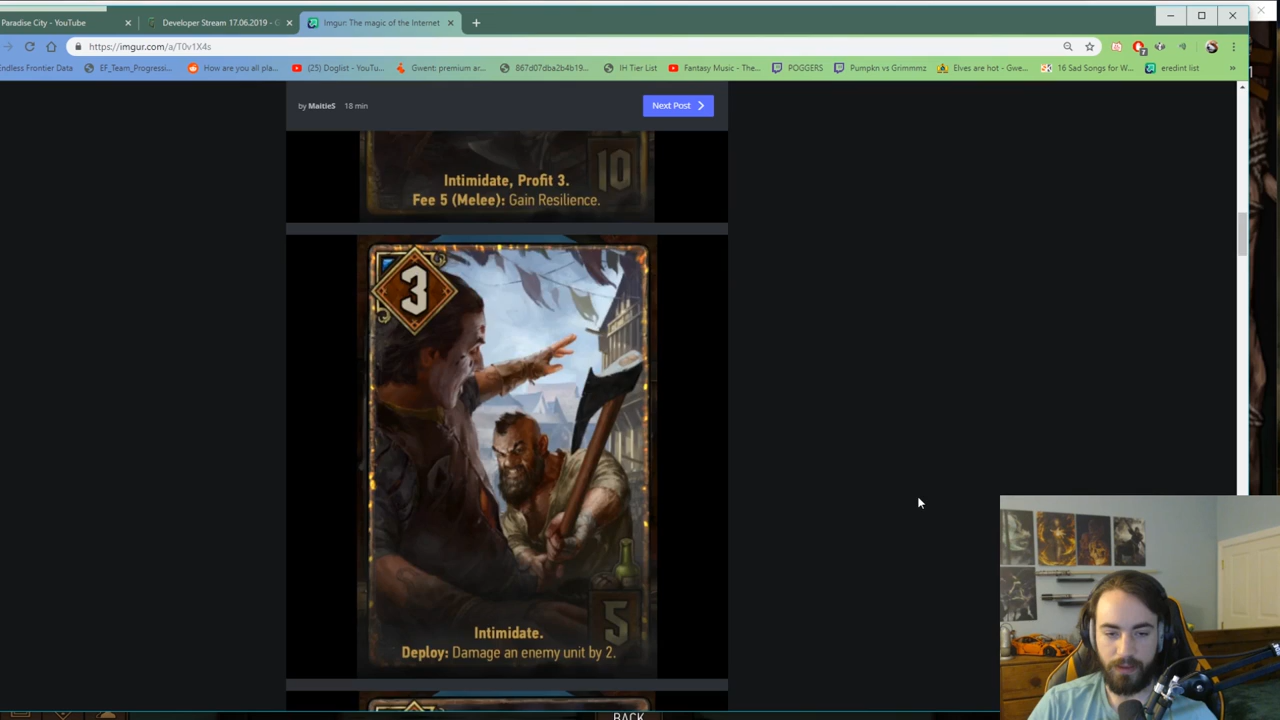 Paradise City - YouTube
Developer Stream 17.06.2019 - G
Imgur: The magic of the Internet
https://imgur.com/a/T0v1X4s
Endless Frontier Data
EF_Team_Progressi...
How are you all pla...
(25) Doglist - YouTu...
Gwent: premium ar...
867d07dba2b4b19...
IH Tier List
Fantasy Music - The...
POGGERS
Pumpkn vs Grimmmz
Elves are hot - Gwe...
16 Sad Songs for W...
eredint list
»
by MaitieS 18 min
Next Post
10
Intimidate, Profit 3.
Fee 5 (Melee): Gain Resilience.
3
5
Intimidate.
Deploy: Damage an enemy unit by 2.
BACK